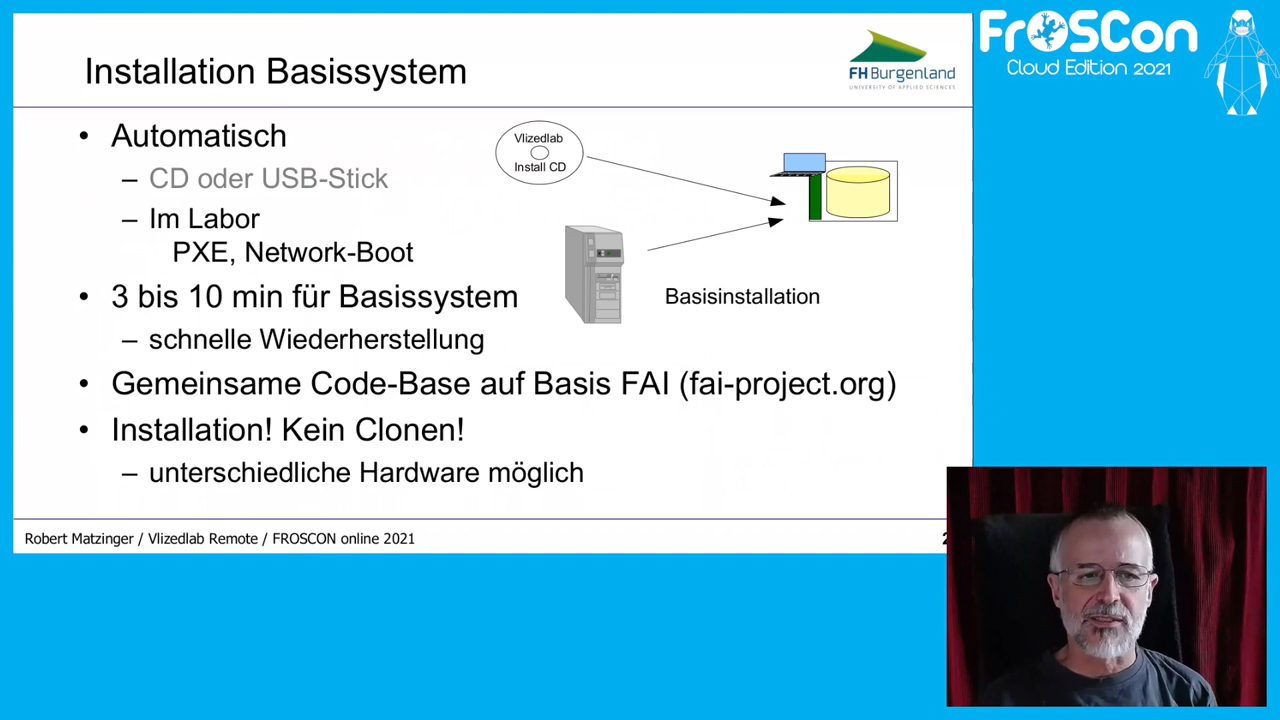 FrOSCon
Cloud Edition 2021
Installation Basissystem
FH Burgenland
UNIVERSITY OF APPLIED SCIENCES
• Automatisch
– CD oder USB-Stick
– Im Labor
PXE, Network-Boot
• 3 bis 10 min für Basissystem
– schnelle Wiederherstellung
• Gemeinsame Code-Base auf Basis FAI (fai-project.org)
• Installation! Kein Clonen!
– unterschiedliche Hardware möglich
Vlizedlab
Install CD
Basisinstallation
Robert Matzinger / Vlizedlab Remote / FROSCON online 2021